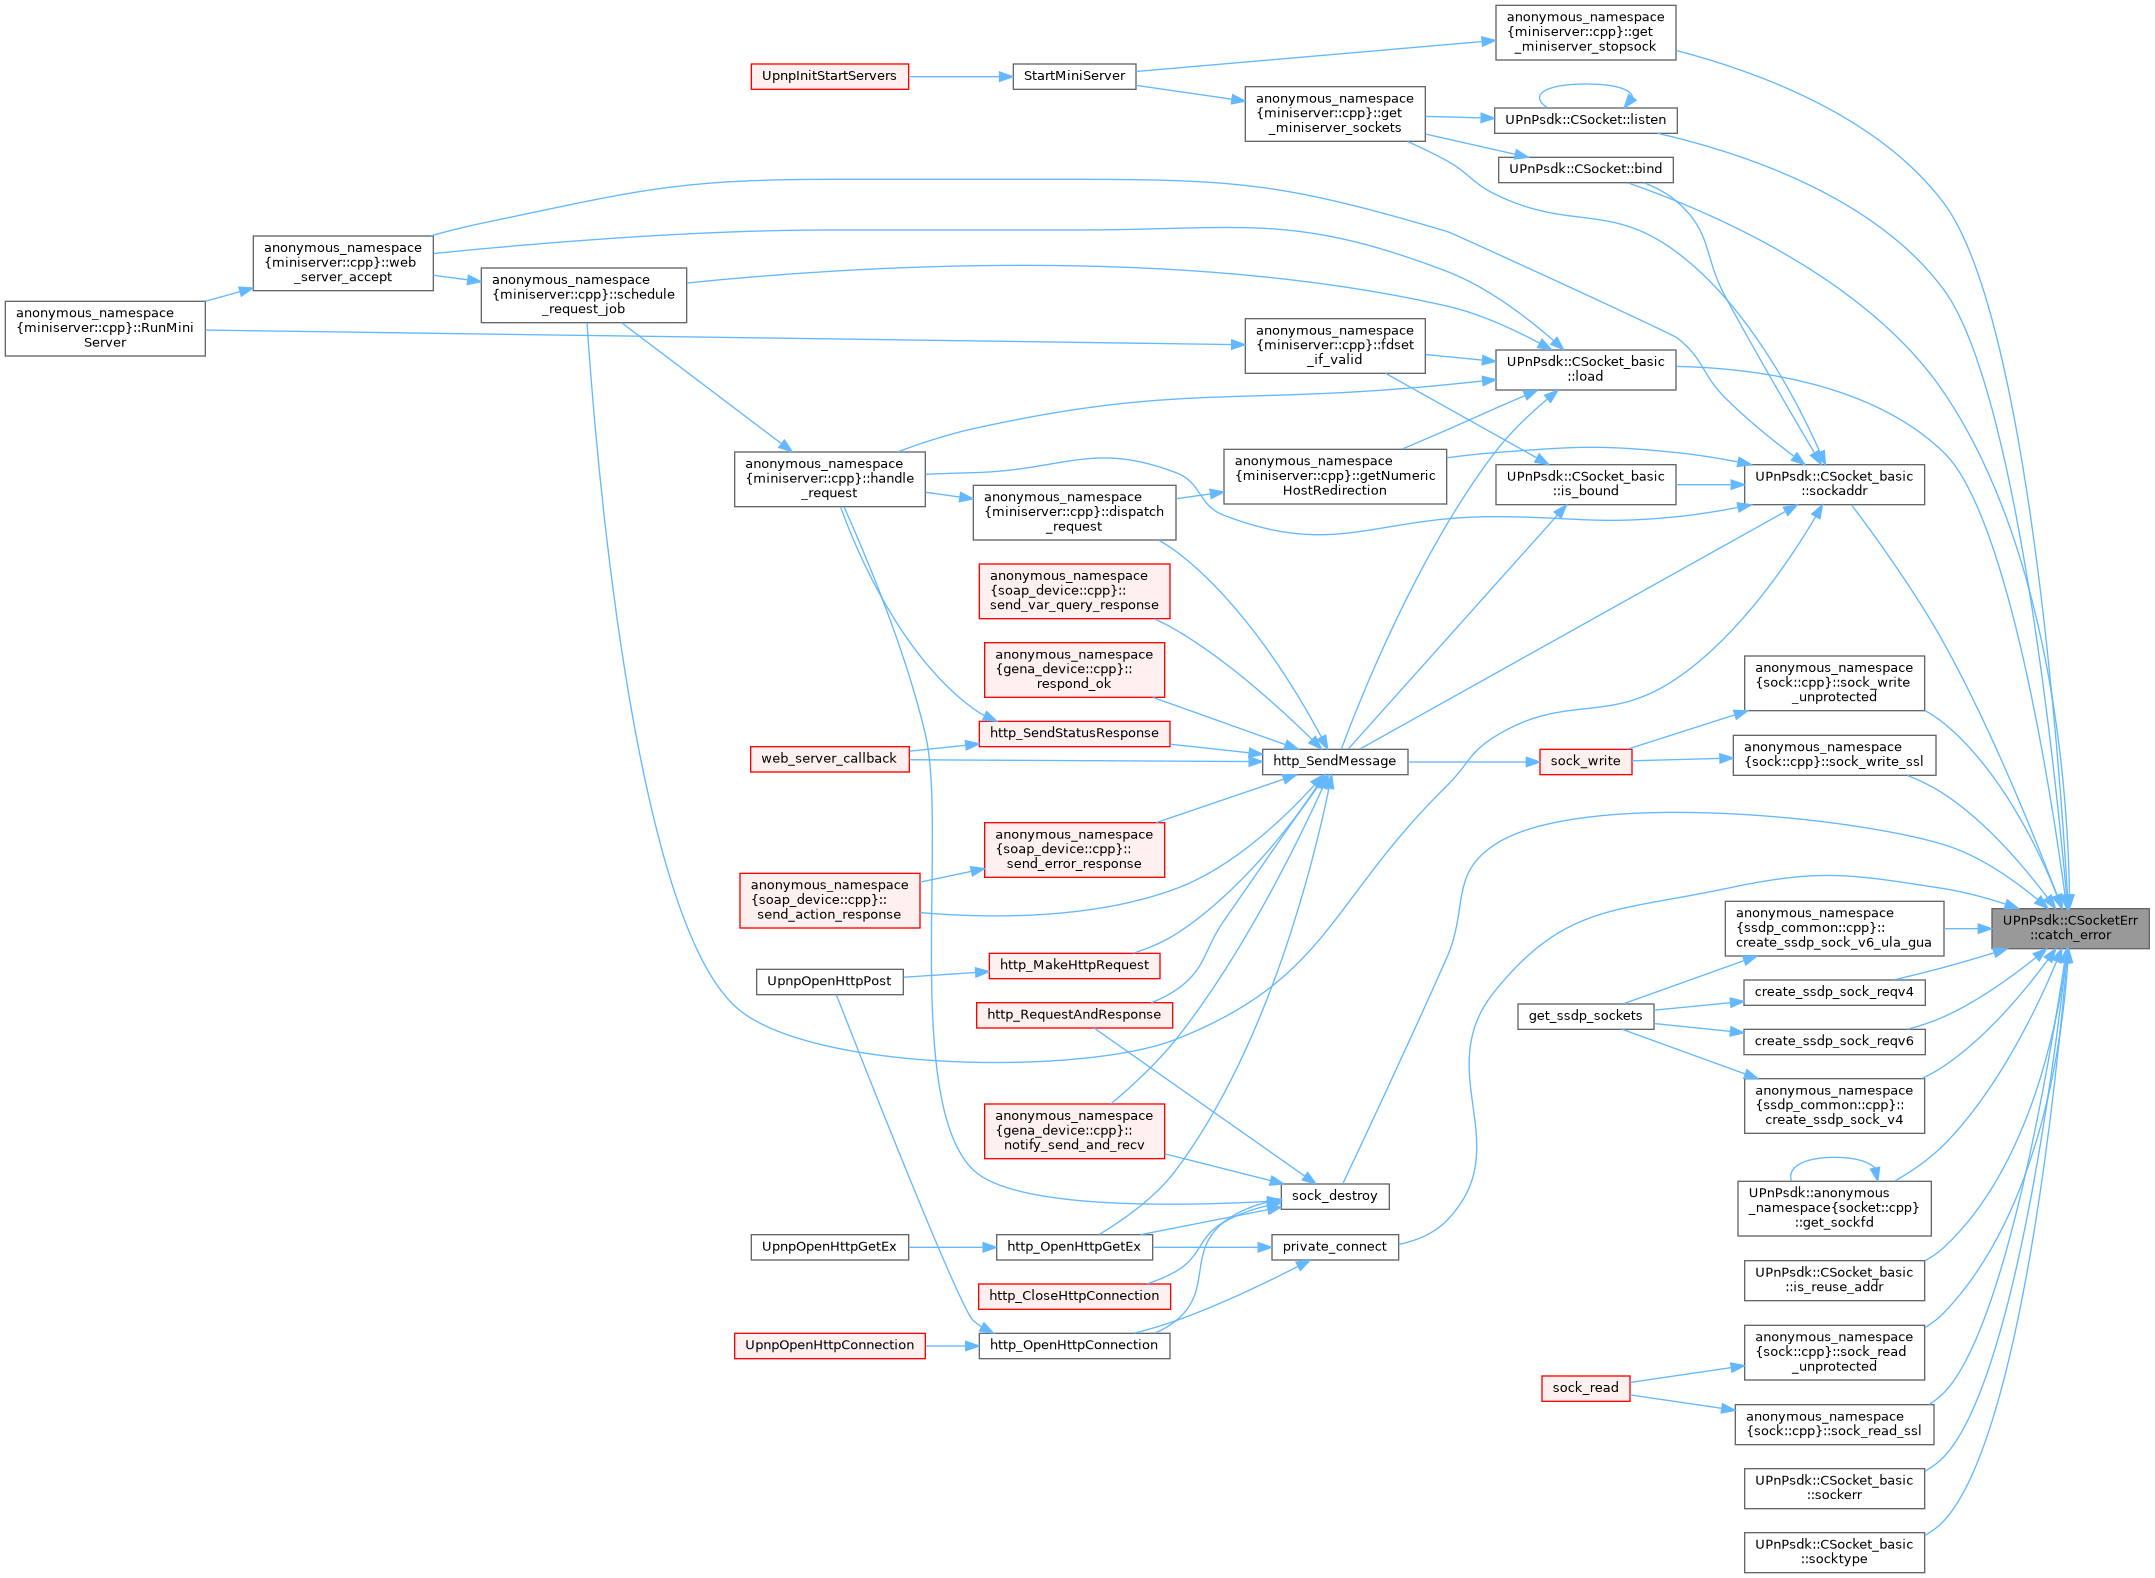 anonymous_namespace
{miniserver::cpp}::get
_miniserver_stopsock
UpnpInitStartServers
StartMiniServer
anonymous_namespace
{miniserver::cpp}::get
_miniserver_sockets
UPnPsdk::CSocket::listen
UPnPsdk::CSocket::bind
anonymous_namespace
{miniserver::cpp}::web
_server_accept
anonymous_namespace
{miniserver::cpp}::schedule
_request_job
anonymous_namespace
{miniserver::cpp}::RunMini
Server
anonymous_namespace
{miniserver::cpp}::fdset
_if_valid
UPnPsdk::CSocket_basic
::load
anonymous_namespace
{miniserver::cpp}::handle
_request
anonymous_namespace
{miniserver::cpp}::dispatch
_request
anonymous_namespace
{miniserver::cpp}::getNumeric
HostRedirection
UPnPsdk::CSocket_basic
::is_bound
UPnPsdk::CSocket_basic
::sockaddr
anonymous_namespace
{soap_device::cpp}::
send_var_query_response
anonymous_namespace
{gena_device::cpp}::
respond_ok
anonymous_namespace
{sock::cpp}::sock_write
_unprotected
http_SendStatusResponse
web_server_callback
http_SendMessage
sock_write
anonymous_namespace
{sock::cpp}::sock_write_ssl
anonymous_namespace
{soap_device::cpp}::
send_error_response
anonymous_namespace
{soap_device::cpp}::
send_action_response
UPnPsdk::CSocketErr
::catch_error
anonymous_namespace
{ssdp_common::cpp}::
create_ssdp_sock_v6_ula_gua
http_MakeHttpRequest
UpnpOpenHttpPost
create_ssdp_sock_reqv4
http_RequestAndResponse
get_ssdp_sockets
create_ssdp_sock_reqv6
anonymous_namespace
{ssdp_common::cpp}::
create_ssdp_sock_v4
anonymous_namespace
{gena_device::cpp}::
notify_send_and_recv
sock_destroy
UPnPsdk::anonymous
_namespace{socket::cpp}
::get_sockfd
UpnpOpenHttpGetEx
http_OpenHttpGetEx
private_connect
http_CloseHttpConnection
UPnPsdk::CSocket_basic
::is_reuse_addr
UpnpOpenHttpConnection
http_OpenHttpConnection
anonymous_namespace
{sock::cpp}::sock_read
_unprotected
sock_read
anonymous_namespace
{sock::cpp}::sock_read_ssl
UPnPsdk::CSocket_basic
::sockerr
UPnPsdk::CSocket_basic
::socktype